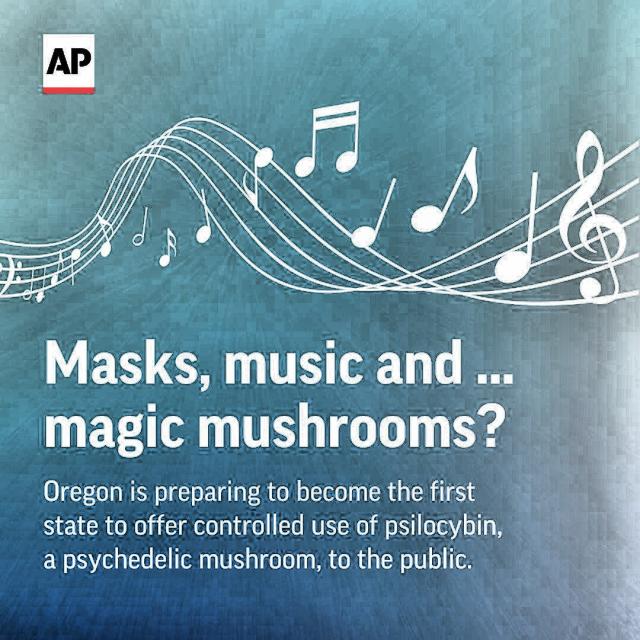 AP
Masks, music and ...
magic mushrooms?
Oregon is preparing to become the first
state to offer controlled use of psilocybin,
a psychedelic mushroom, to the public.